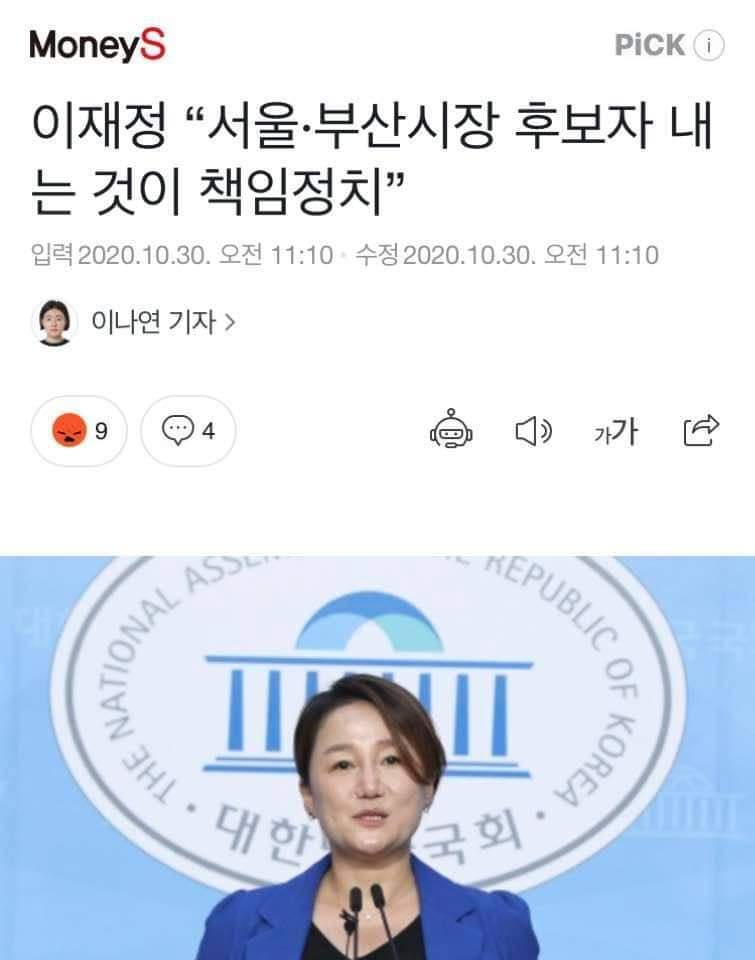 MoneyS
PiCK i
이재정 “서울·부산시장 후보자 내
는 것이 책임정치”
입력 2020.10.30. 오전 11:10 · 수정 2020.10.30. 오전 11:10
이나연 기자 >
9 4 가가
THE NATIONAL ASSEM THE REPUBLIC OF KOREA
대한 국회